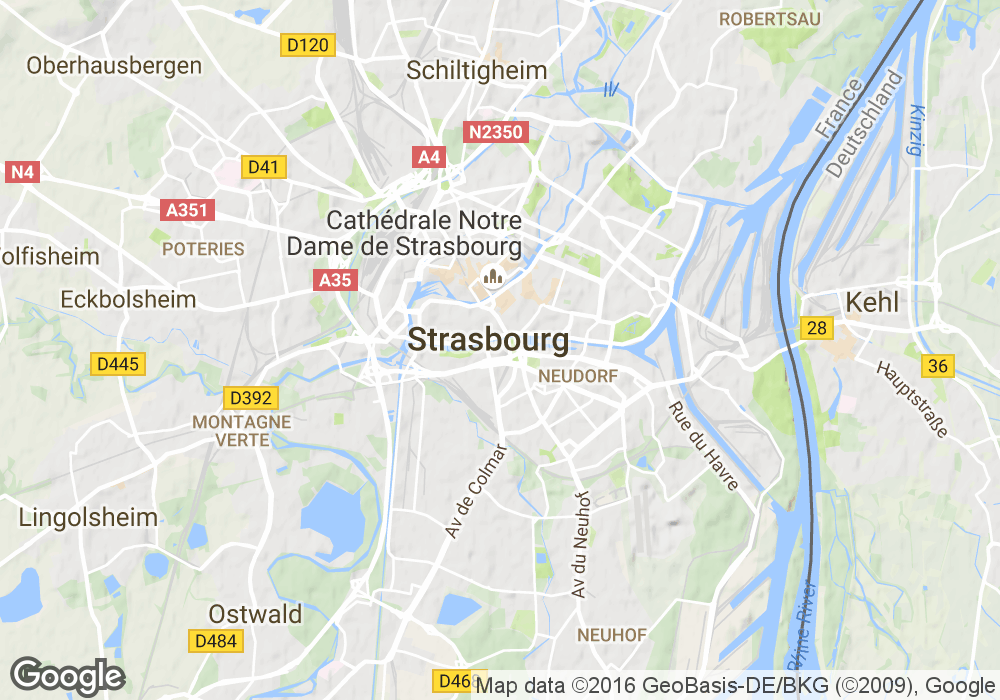 ROBERTSAU
D120
Oberhausbergen
Schiltigheim
France
Deutschland
Kinzig
N2350
A4
D41
N4
A351
Cathédrale Notre
Dame de Strasbourg
POTERIES
olfisheim
A35
Eckbolsheim
Kehl
28
Strasbourg
D445
36
NEUDORF
Hauptstraße
D392
MONTAGNE
VERTE
Rue du Havre
Av de Colmar
Lingolsheim
Av du Neuhof
Ostwald
Rhine River
NEUHOF
D484
D468
Google
Map data ©2016 GeoBasis-DE/BKG (©2009), Google